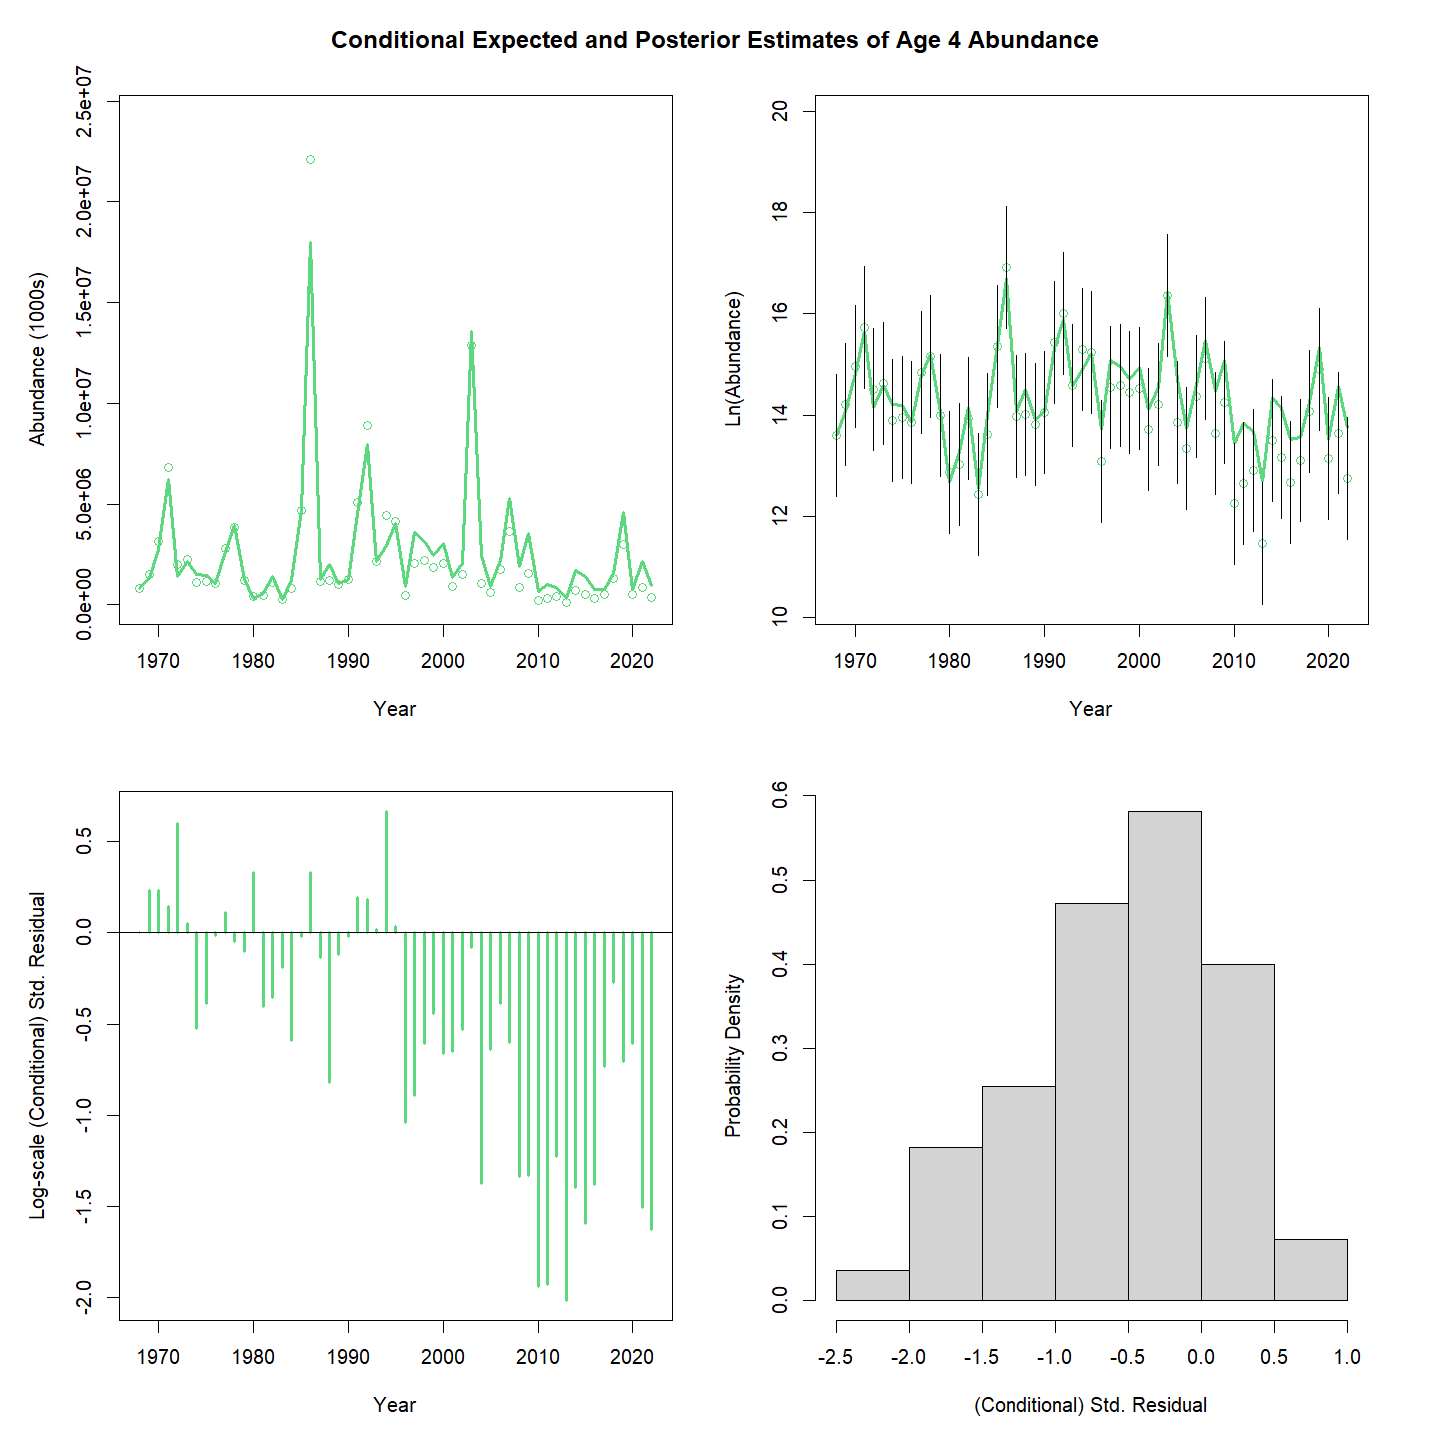 Conditional Expected and Posterior Estimates of Age 4 Abundance
Abundance (1000s)
0.0e+00 5.0e+06 1.0e+07 1.5e+07 2.0e+07 2.5e+07
1970 1980 1990 2000 2010 2020
Year
Ln(Abundance)
10 12 14 16 18 20
1970 1980 1990 2000 2010 2020
Year
Log-scale (Conditional) Std. Residual
-2.0 -1.5 -1.0 -0.5 0.0 0.5
1970 1980 1990 2000 2010 2020
Year
Probability Density
0.0 0.1 0.2 0.3 0.4 0.5 0.6
-2.5 -2.0 -1.5 -1.0 -0.5 0.0 0.5 1.0
(Conditional) Std. Residual